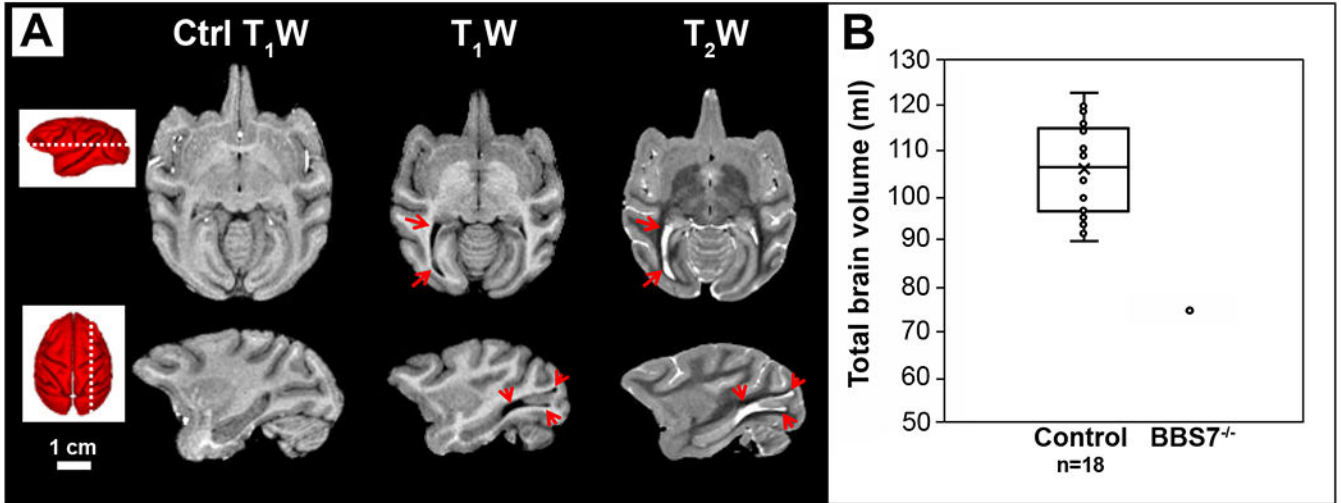 A
Ctrl T₁W
T₁W
T₂W
1 cm
B
Total brain volume (ml)
130
120
110
100
90
80
70
60
50
Control
BBS7⁻/⁻
n=18